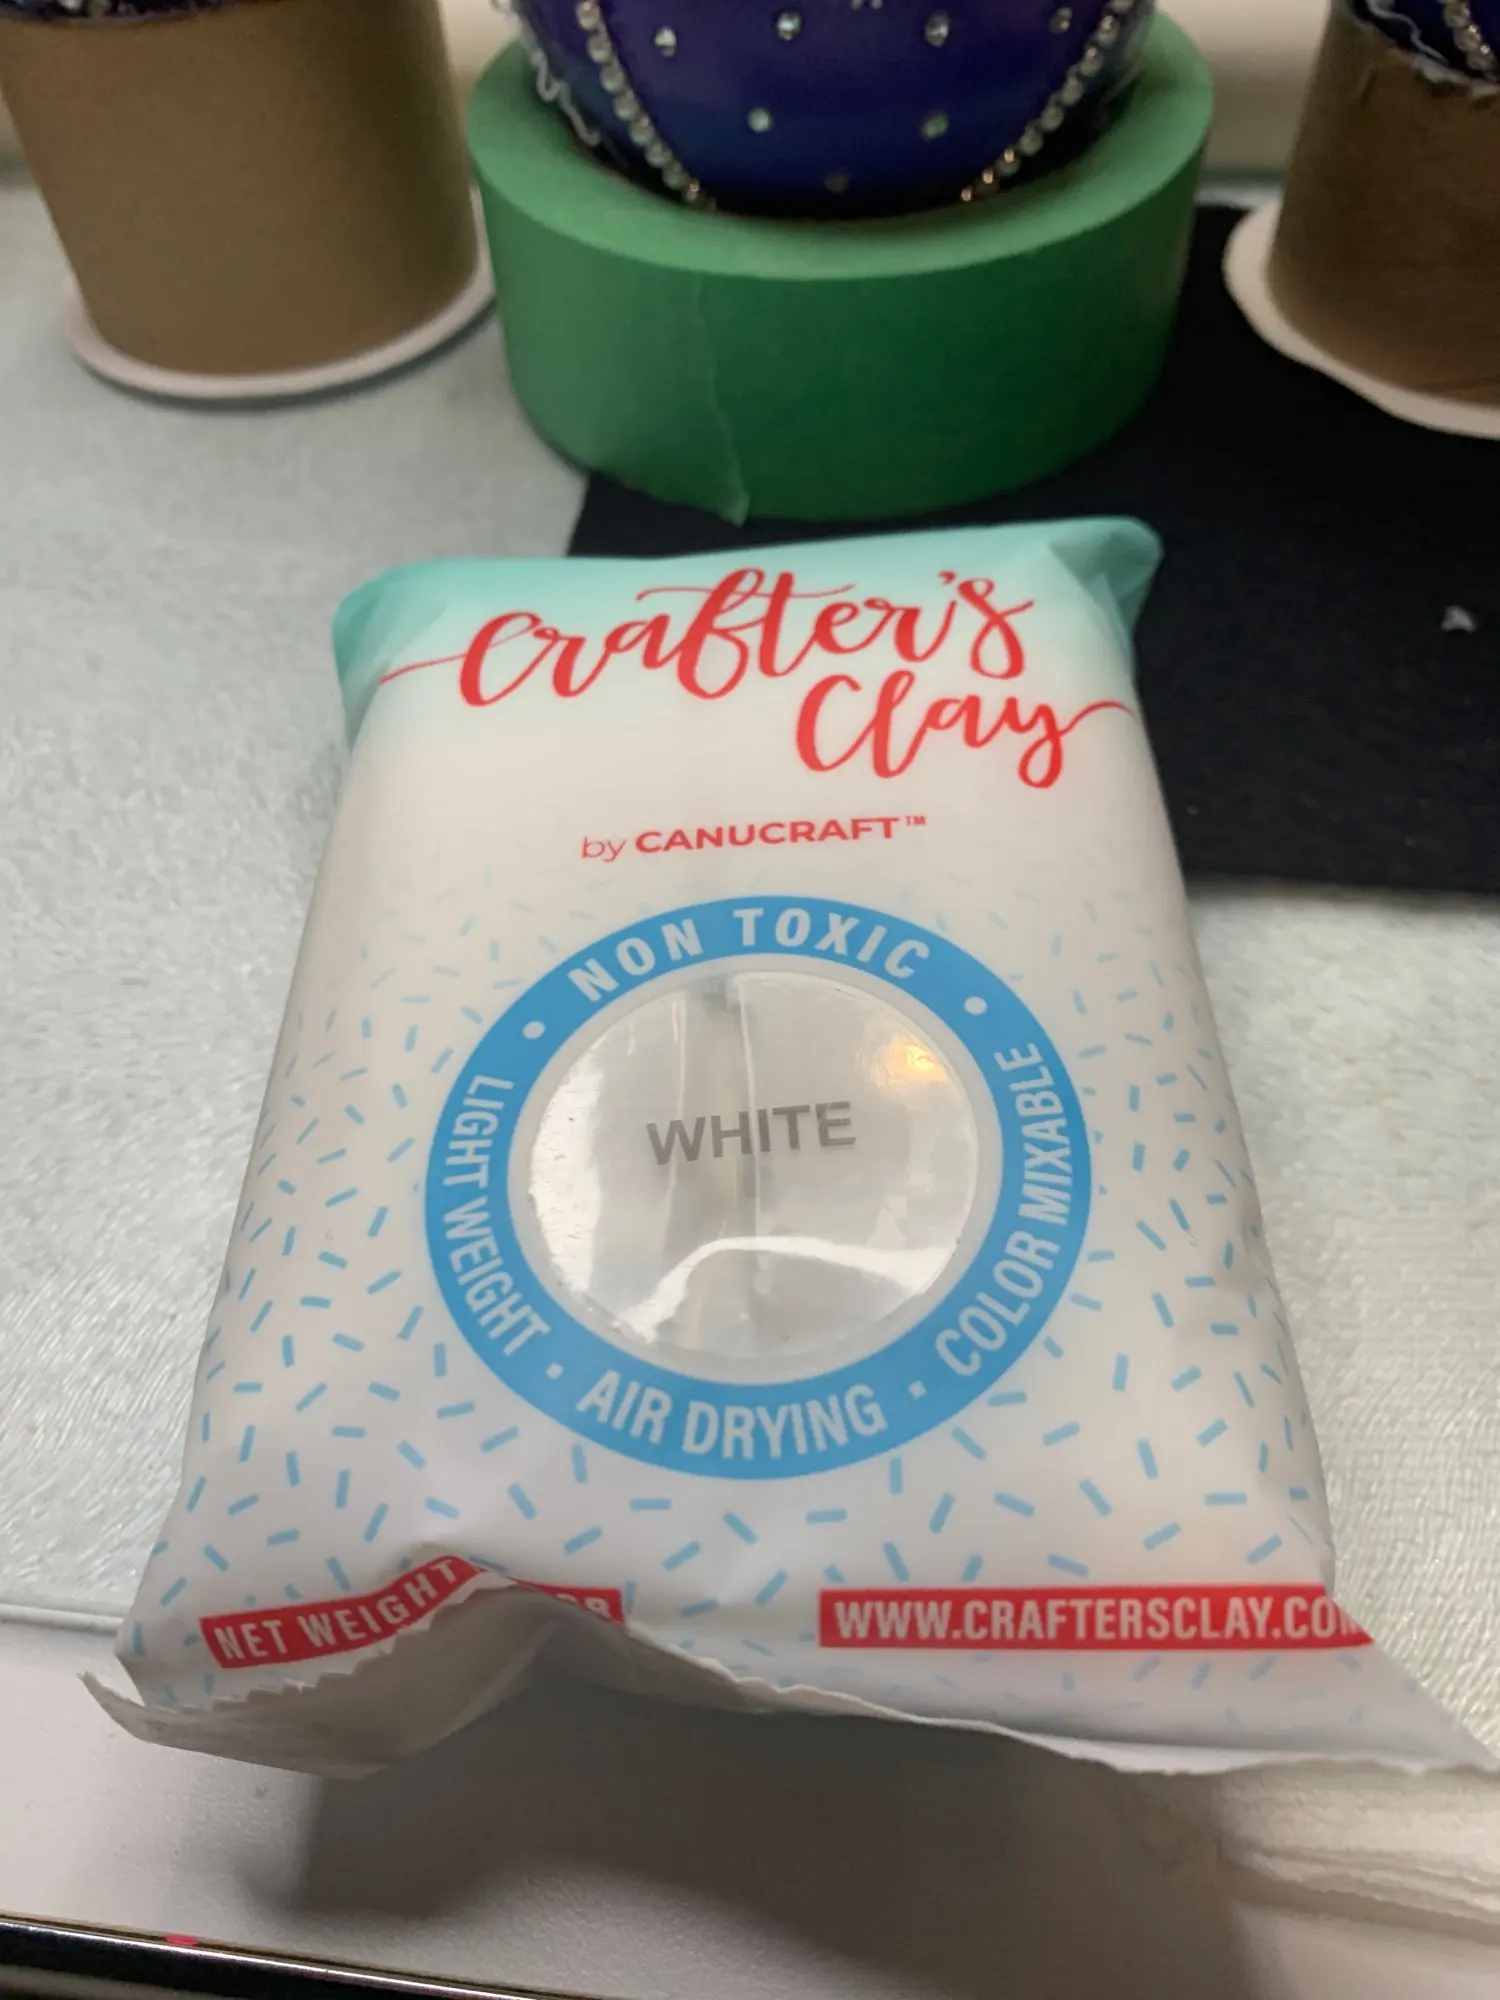 Crafter's
Clay
by CANUCRAFT™
NON TOXIC
LIGHT WEIGHT • AIR DRYING • COLOR MIXABLE
WHITE
NET WEIGHT
WWW.CRAFTERSCLAY.COM